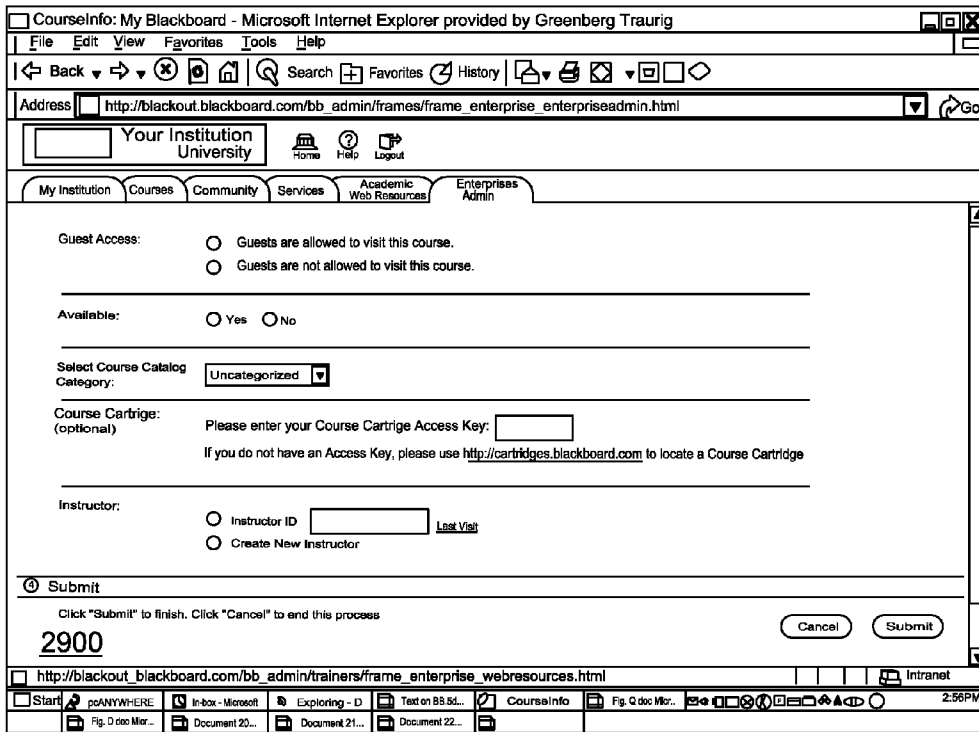 CourseInfo: My Blackboard - Microsoft Internet Explorer provided by Greenberg Traurig
File Edit View Favorites Tools Help
Back Search Favorites History
Address http://blackout.blackboard.com/bb_admin/frames/frame_enterprise_enterpriseadmin.html Go
Your Institution
University
Home Help Logout
My Institution Courses Community Services Academic Web Resources Enterprises Admin
Guest Access: Guests are allowed to visit this course.
Guests are not allowed to visit this course.
Available: Yes No
Select Course Catalog
Category: Uncategorized
Course Cartrige:
(optional) Please enter your Course Cartrige Access Key:
If you do not have an Access Key, please use http://cartridges.blackboard.com to locate a Course Cartridge
Instructor: Instructor ID Last Visit
Create New Instructor
4 Submit
Click "Submit" to finish. Click "Cancel" to end this process
Cancel Submit
2900
http://blackout_blackboard.com/bb_admin/trainers/frame_enterprise_webresources.html Intranet
Start pcANYWHERE In-box - Microsoft Exploring - D Text on BB.5d... CourseInfo Fig. Q doc Micr.. 2:56PM
Fig. D doc Micr... Document 20... Document 21... Document 22...